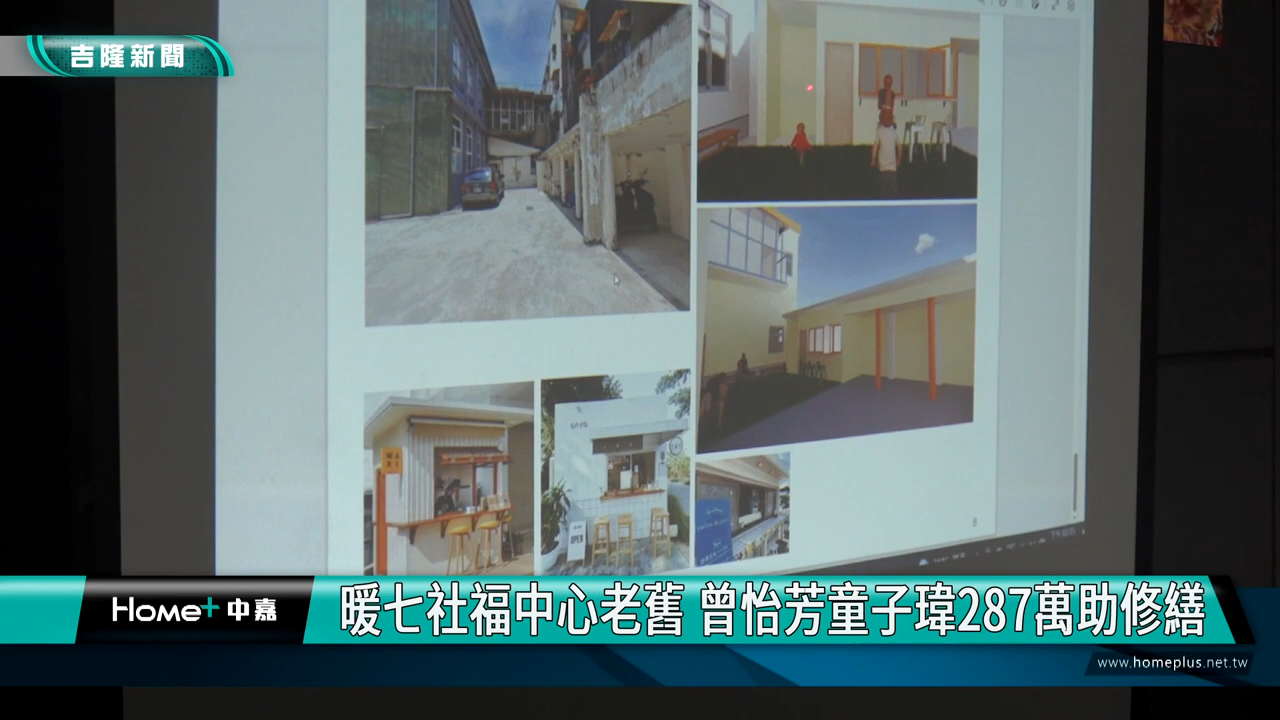 吉隆新聞
OPEN
8
Home+ 中嘉
暖七社福中心老舊 曾怡芳童子瑋287萬助修繕
www.homeplus.net.tw